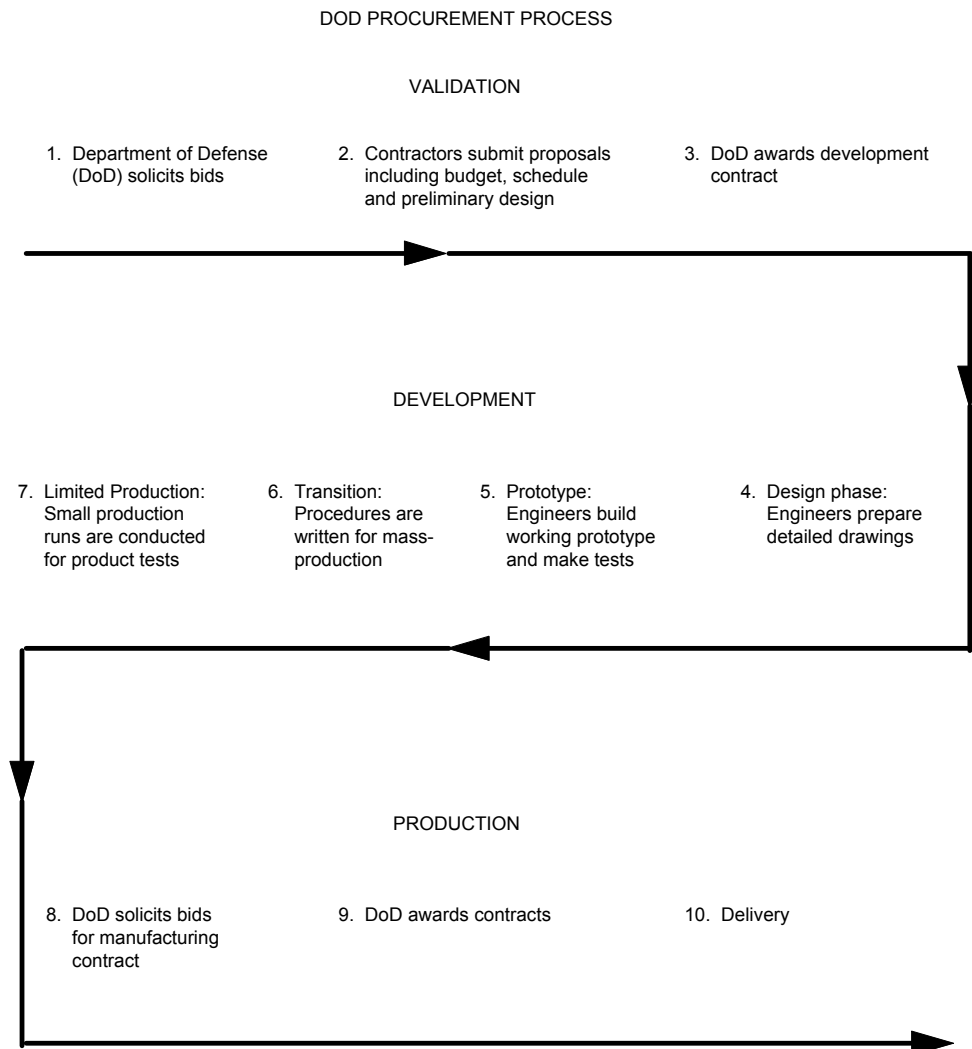 DOD PROCUREMENT PROCESS
VALIDATION
1. Department of Defense
(DoD) solicits bids
2. Contractors submit proposals
including budget, schedule
and preliminary design
3. DoD awards development
contract
DEVELOPMENT
7. Limited Production:
Small production
runs are conducted
for product tests
6. Transition:
Procedures are
written for mass-
production
5. Prototype:
Engineers build
working prototype
and make tests
4. Design phase:
Engineers prepare
detailed drawings
PRODUCTION
8. DoD solicits bids
for manufacturing
contract
9. DoD awards contracts
10. Delivery